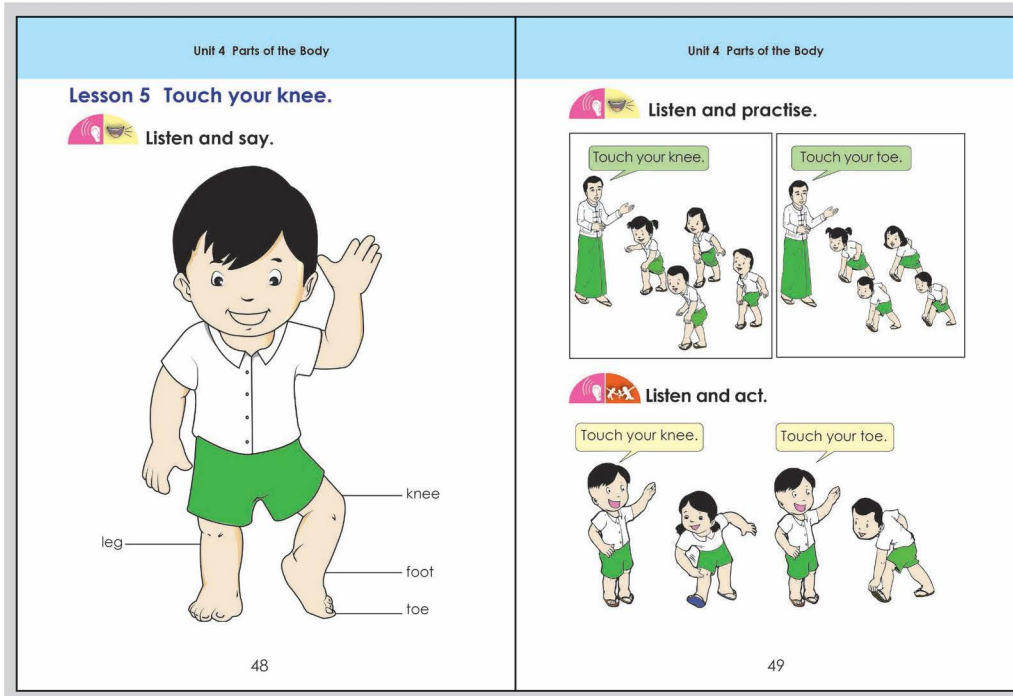 Unit 4 Parts of the Body
Lesson 5 Touch your knee.
Listen and say.
knee
leg
foot
toe
48
Unit 4 Parts of the Body
Listen and practise.
Touch your knee.
Touch your toe.
Listen and act.
Touch your knee.
Touch your toe.
49